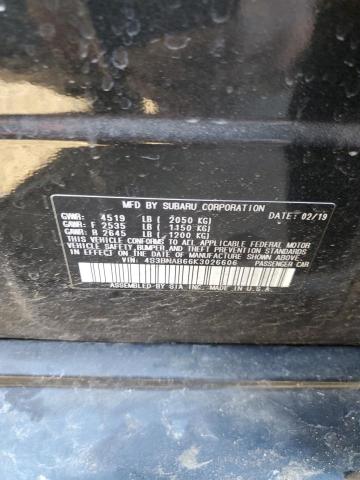 MFD BY SUBARU CORPORATION
GVWR: 4519 LB ( 2050 KG) DATE: 02/19
GAWR: F 2535 LB ( 1150 KG)
GAWR: R 2645 LB ( 1200 KG)
THIS VEHICLE CONFORMS TO ALL APPLICABLE FEDERAL MOTOR
VEHICLE SAFETY, BUMPER, AND THEFT PREVENTION STANDARDS
IN EFFECT ON THE DATE OF MANUFACTURE SHOWN ABOVE.
VIN: 4S3BNAB66K3026606 PASSENGER CAR
ASSEMBLED BY SIA, INC. MADE IN U.S.A.